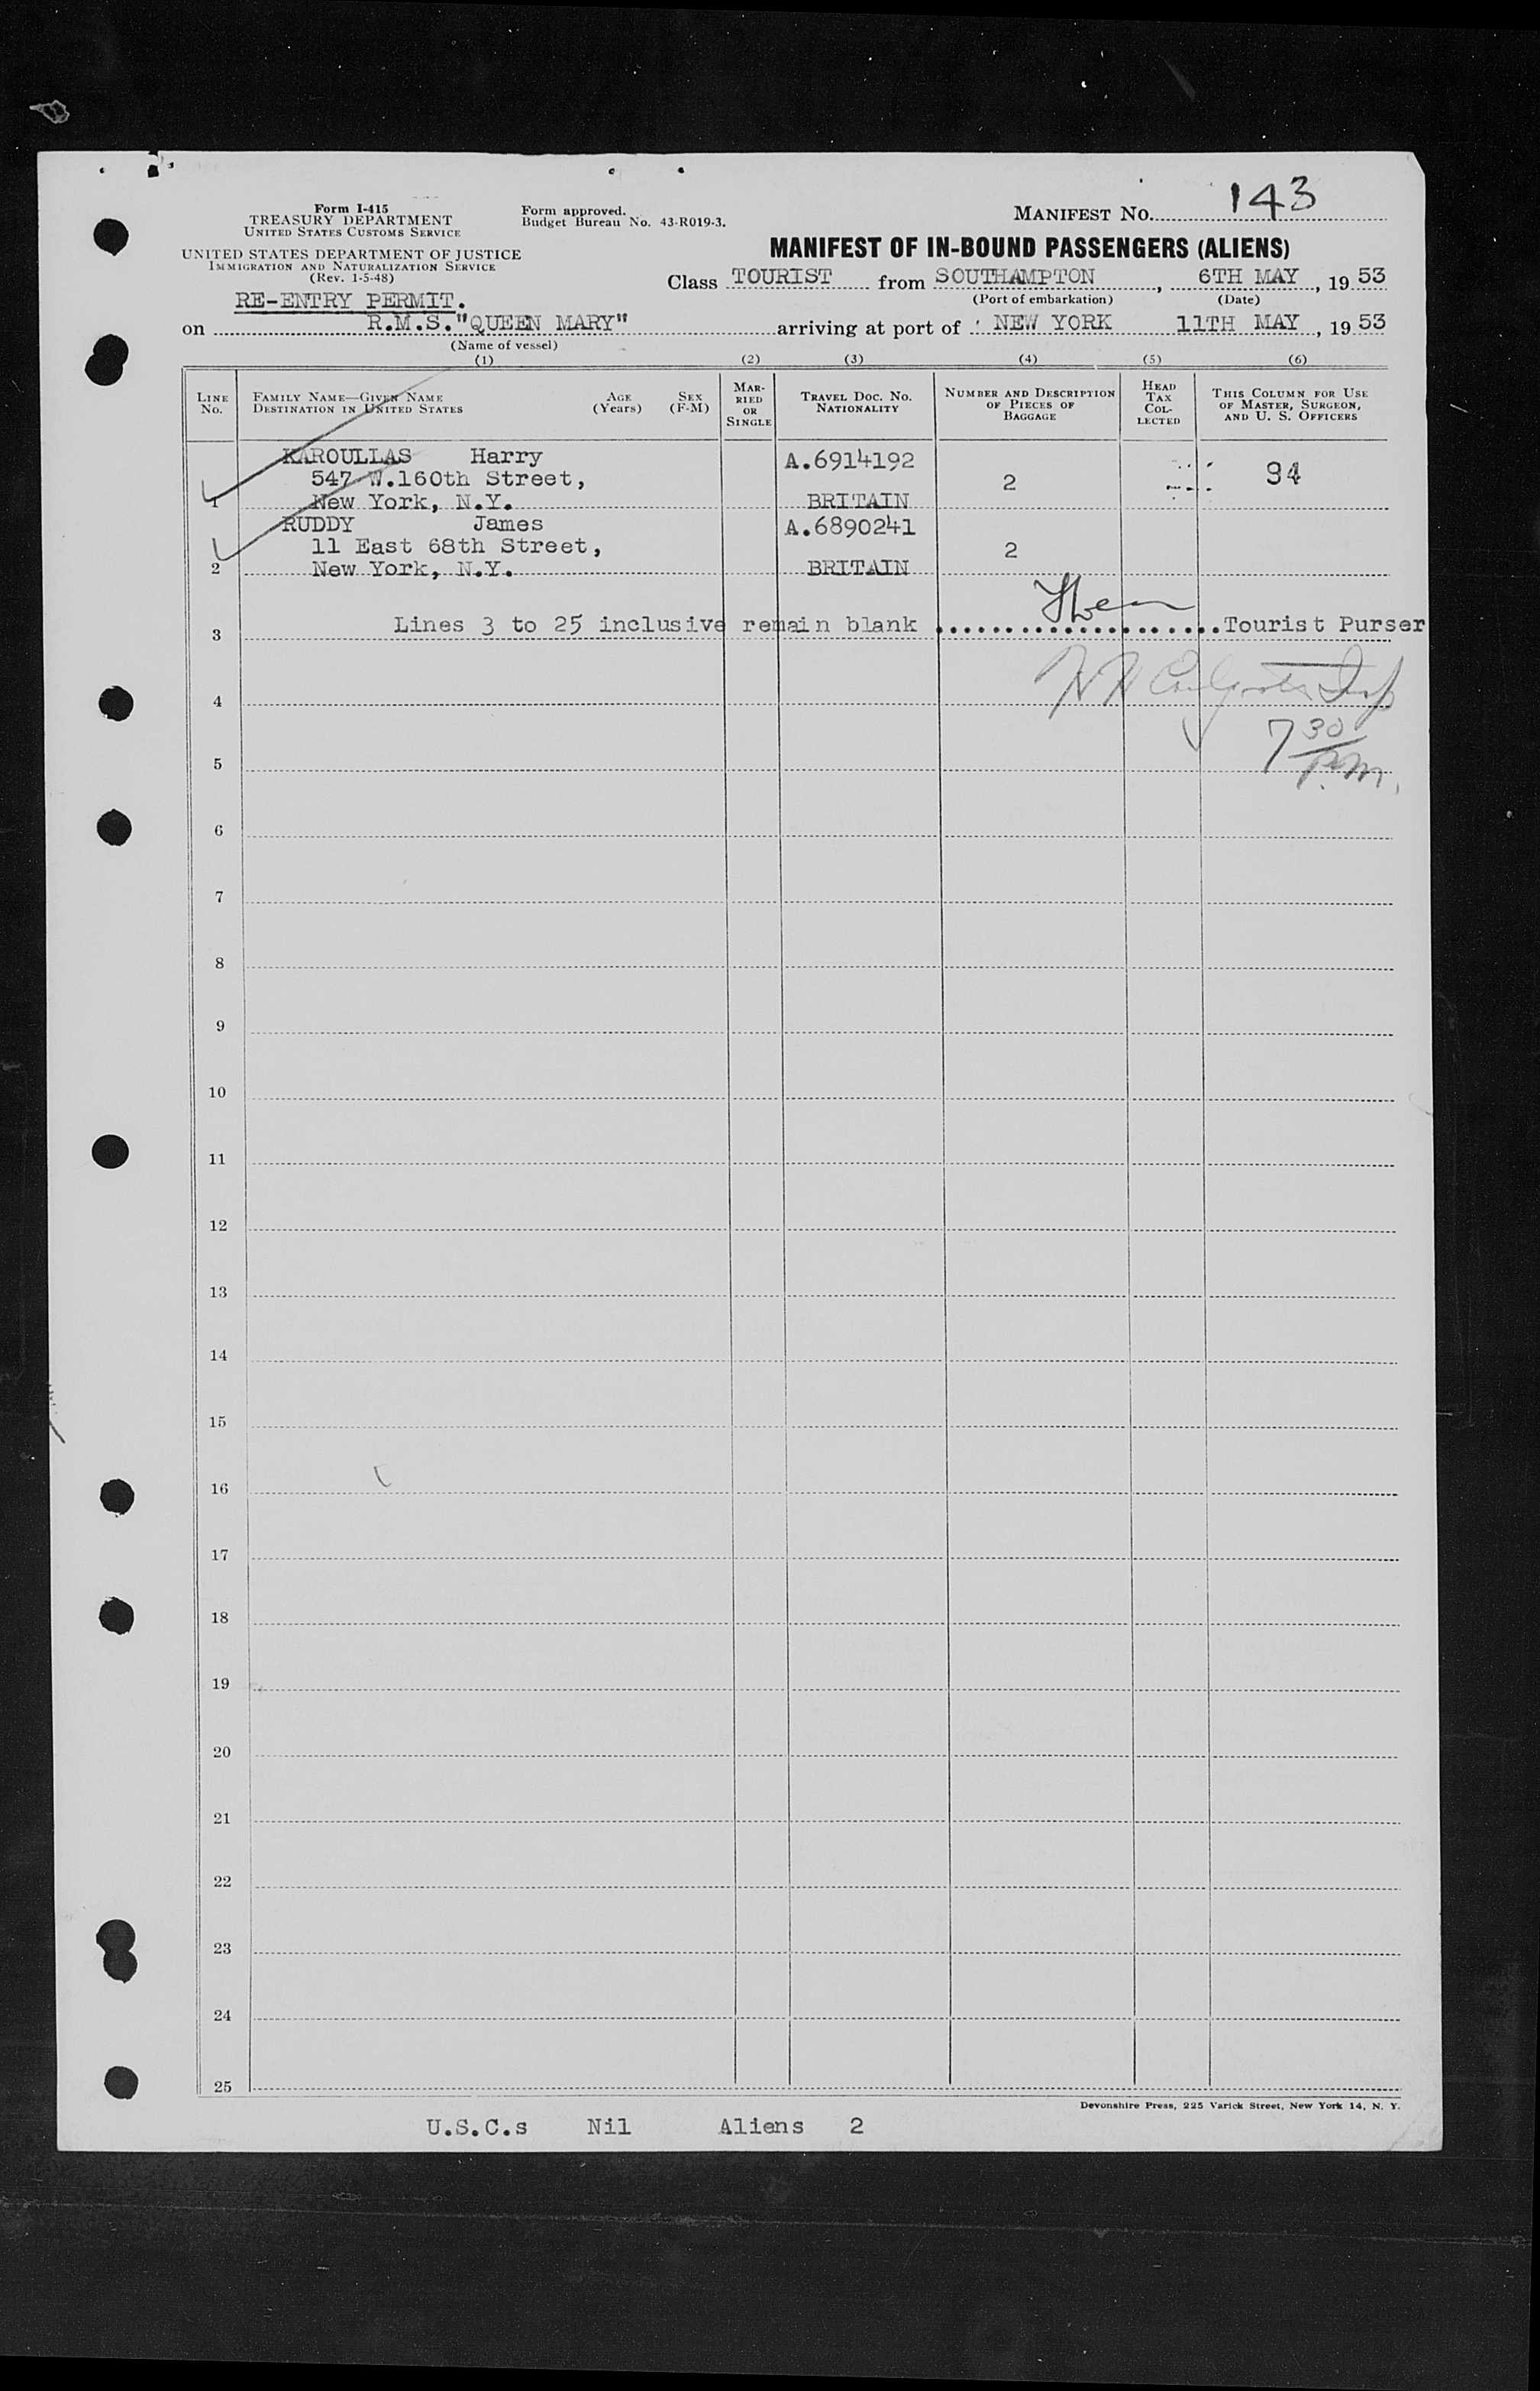 Form I-415
TREASURY DEPARTMENT
UNITED STATES CUSTOMS SERVICE
UNITED STATES DEPARTMENT OF JUSTICE
IMMIGRATION AND NATURALIZATION SERVICE
(Rev. 1-5-48)
Form approved.
Budget Bureau No. 43-R019-3.
MANIFEST No. 143
MANIFEST OF IN-BOUND PASSENGERS (ALIENS)
Class TOURIST from SOUTHAMPTON, 6TH MAY, 1953
(Port of embarkation) (Date)
RE-ENTRY PERMIT.
on R.M.S."QUEEN MARY" arriving at port of NEW YORK 11TH MAY, 1953
(Name of vessel)
(1) (2) (3) (4) (5) (6)
LINE No.
FAMILY NAME—GIVEN NAME
DESTINATION IN UNITED STATES
AGE (Years)
SEX (F-M)
MARRIED OR SINGLE
TRAVEL DOC. NO. NATIONALITY
NUMBER AND DESCRIPTION OF PIECES OF BAGGAGE
HEAD TAX COLLECTED
THIS COLUMN FOR USE OF MASTER, SURGEON, AND U. S. OFFICERS
KAROULLAS Harry A.6914192
547 W.160th Street, 2 94
1 New York, N.Y. BRITAIN
RUDDY James A.6890241
11 East 68th Street, 2
2 New York, N.Y. BRITAIN
3 Lines 3 to 25 inclusive remain blank ..................... Tourist Purser
4
7 30 P.M.
5
6
7
8
9
10
11
12
13
14
15
16
17
18
19
20
21
22
23
24
25
Devonshire Press, 225 Varick Street, New York 14, N. Y.
U.S.C.s Nil Aliens 2